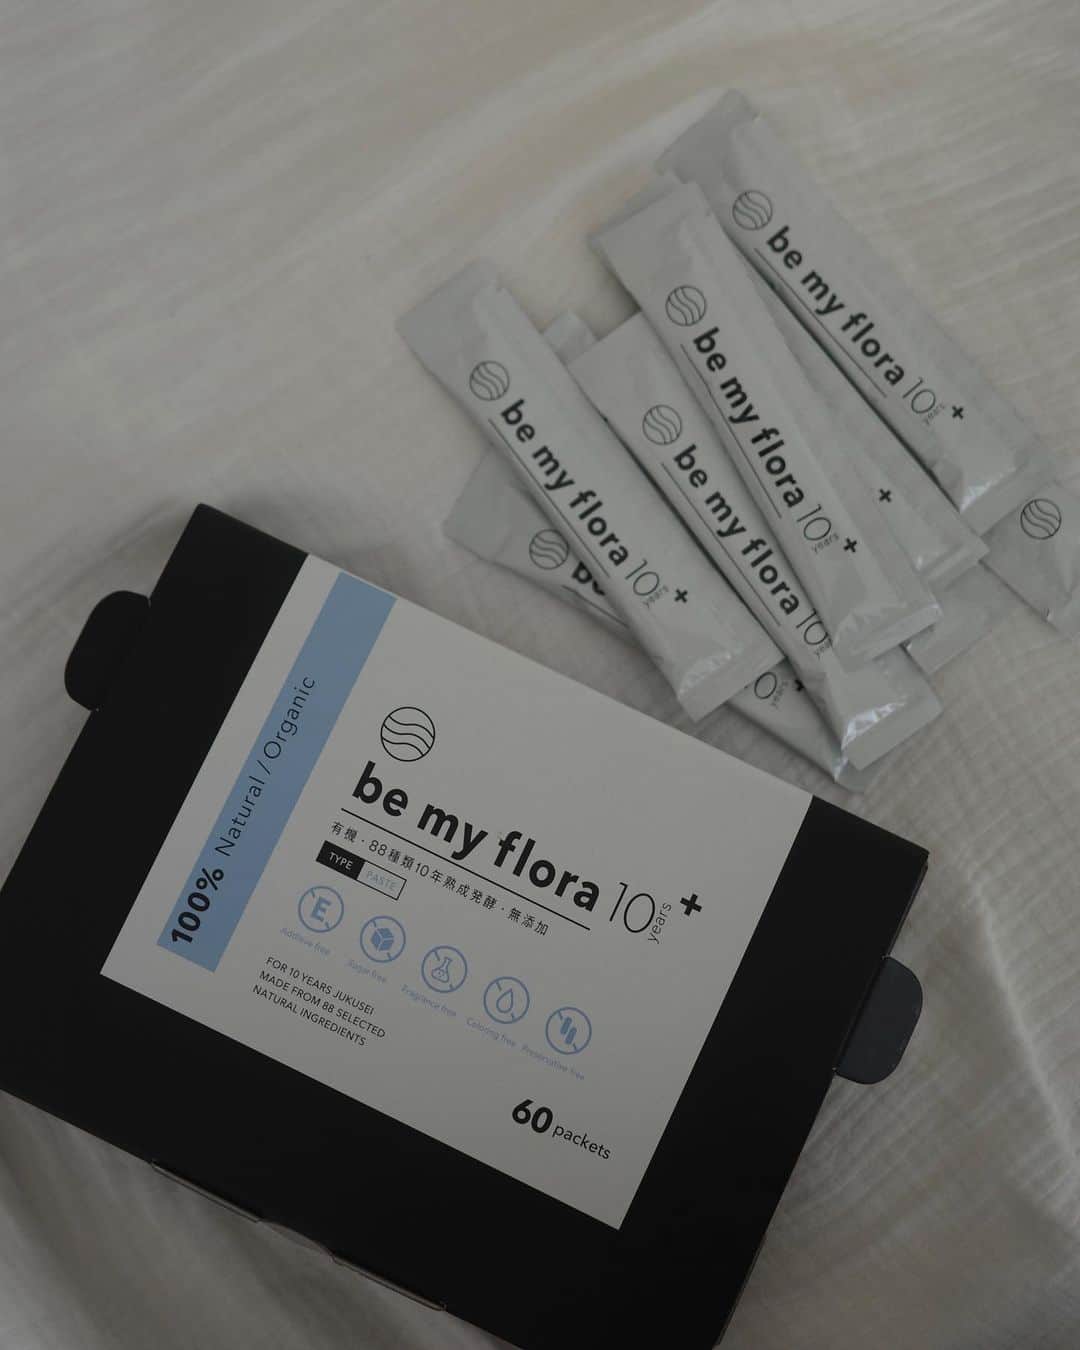 be my flora 10 years +
be my flora 10 years +
be my flora 10 years +
be my flora 10 years
+
be
years +
100% Natural/Organic
be my flora 10 years +
有機・88種類10年熟成発酵・無添加
TYPE PASTE
E
Additive free
Sugar free
Fragrance free
Coloring free
Preservative free
FOR 10 YEARS JUKUSEI
MADE FROM 88 SELECTED
NATURAL INGREDIENTS
60 packets